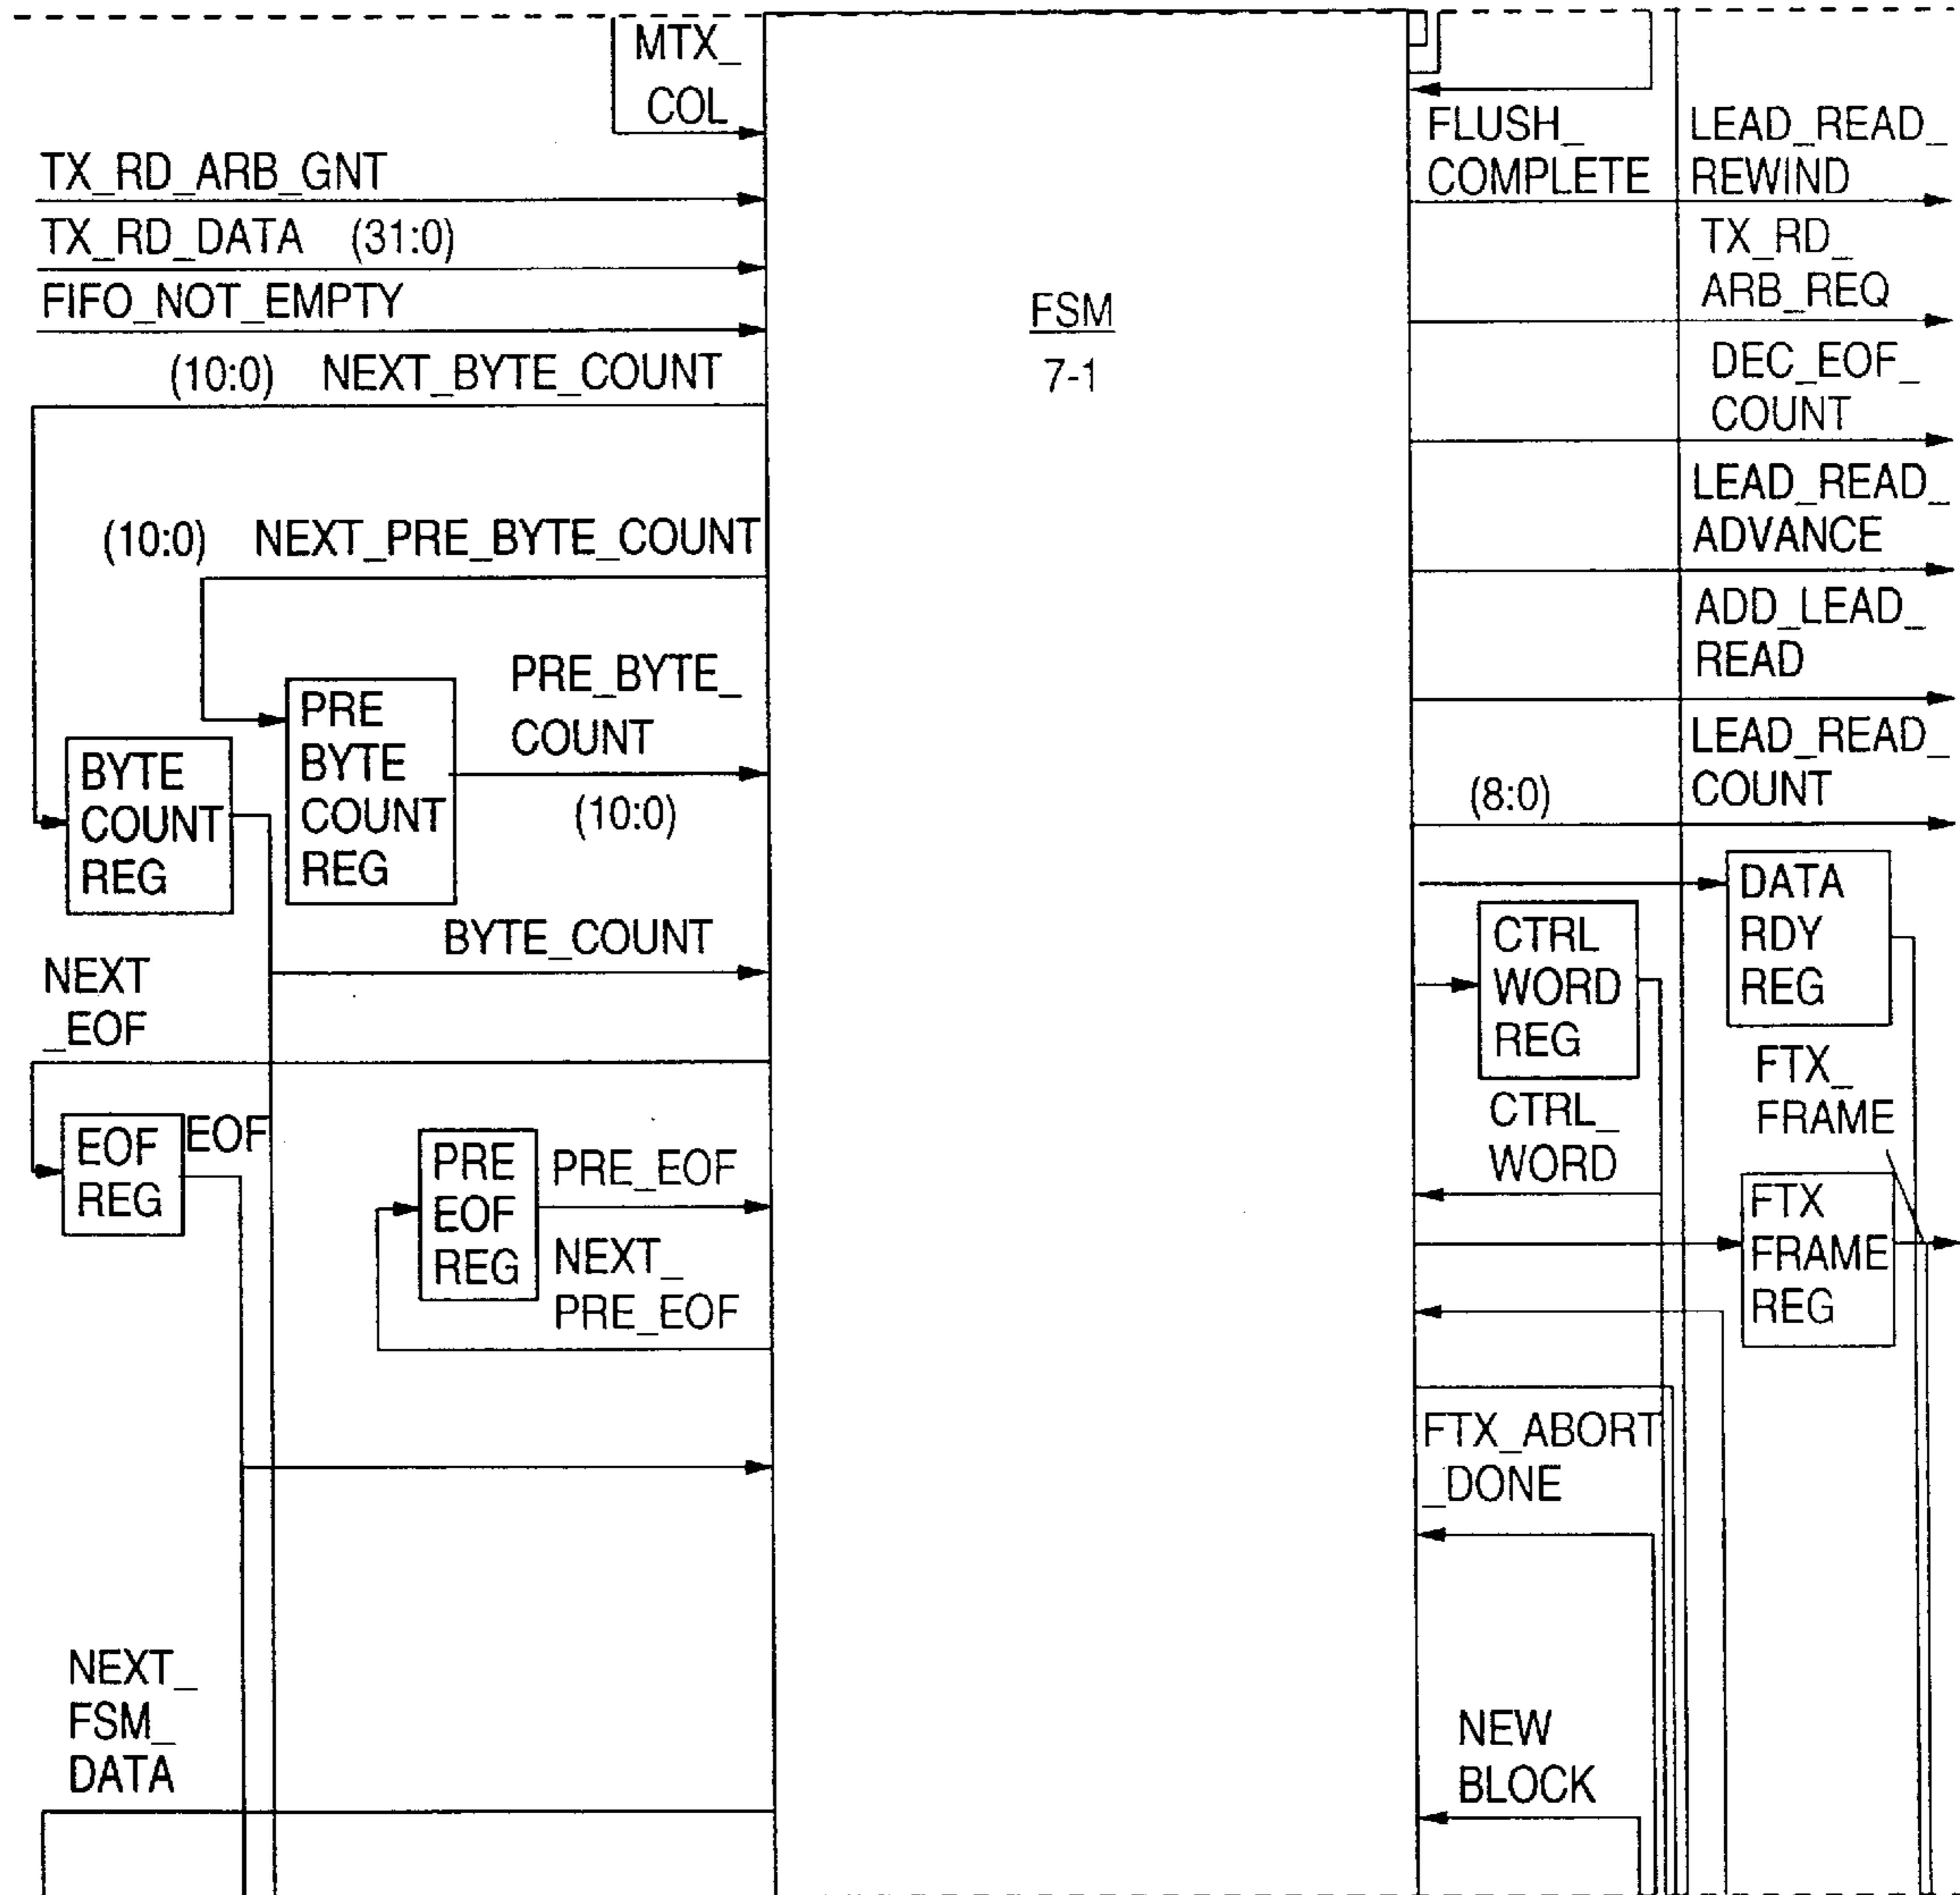 MTX_
COL
TX_RD_ARB_GNT
TX_RD_DATA (31:0)
FIFO_NOT_EMPTY
(10:0) NEXT_BYTE_COUNT
(10:0) NEXT_PRE_BYTE_COUNT
PRE
BYTE
COUNT
REG
PRE_BYTE_
COUNT
(10:0)
BYTE
COUNT
REG
BYTE_COUNT
NEXT
_EOF
EOF
REG
EOF
PRE
EOF
REG
PRE_EOF
NEXT_
PRE_EOF
NEXT_
FSM_
DATA
FSM
7-1
FLUSH_
COMPLETE
LEAD_READ_
REWIND
TX_RD_
ARB_REQ
DEC_EOF_
COUNT
LEAD_READ_
ADVANCE
ADD_LEAD_
READ
LEAD_READ_
COUNT
(8:0)
DATA
RDY
REG
CTRL
WORD
REG
CTRL_
WORD
FTX_
FRAME
FTX
FRAME
REG
FTX_ABORT
_DONE
NEW
BLOCK